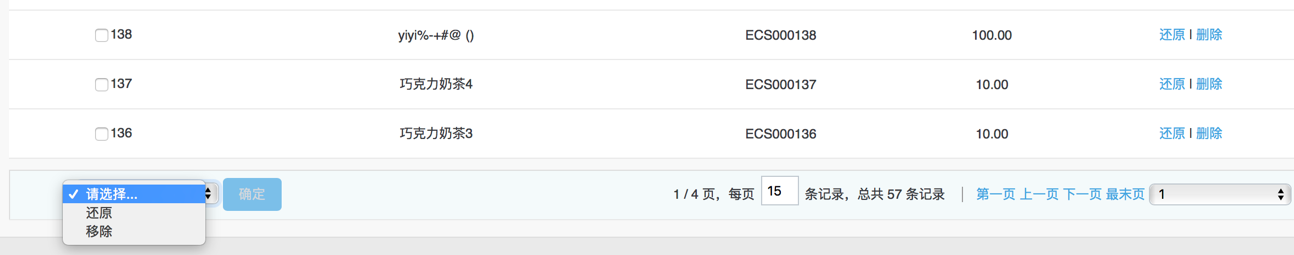 138 yiyi%-+#@ () ECS000138 100.00 还原 | 删除
137 巧克力奶茶4 ECS000137 10.00 还原 | 删除
136 巧克力奶茶3 ECS000136 10.00 还原 | 删除
✓ 请选择... 确定 1 / 4 页，每页 15 条记录，总共 57 条记录 | 第一页 上一页 下一页 最末页 1
还原
移除